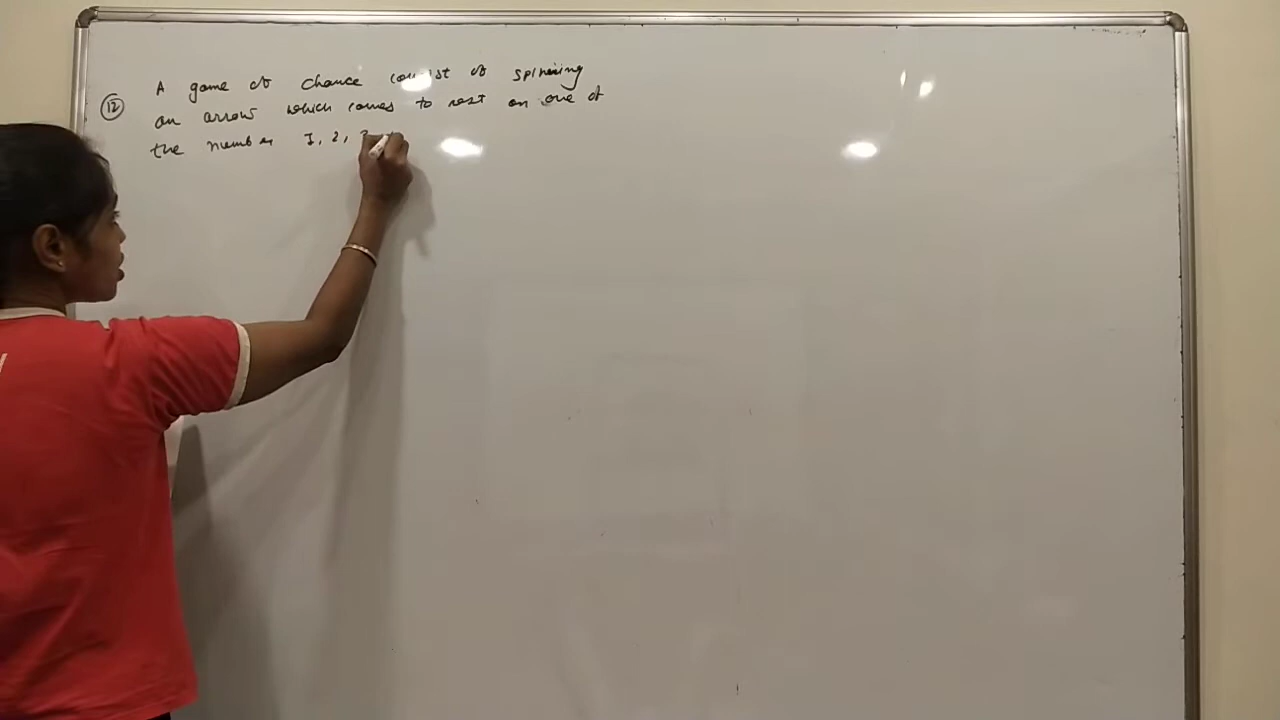 12 A game of chance consist of spinning
an arrow which comes to rest on one of
the number 1, 2,